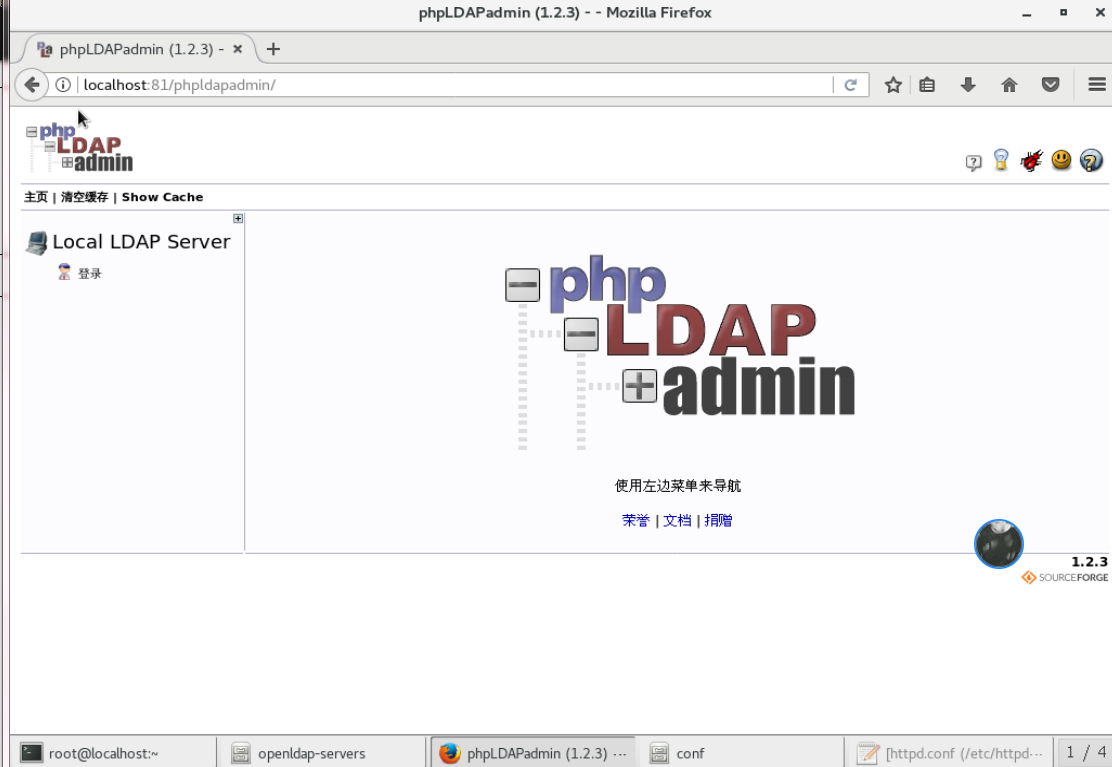 phpLDAPadmin (1.2.3) - - Mozilla Firefox
phpLDAPadmin (1.2.3) -
localhost:81/phpldapadmin/
php
LDAP
admin
主页 | 清空缓存 | Show Cache
Local LDAP Server
登录
php
LDAP
admin
使用左边菜单来导航
荣誉 | 文档 | 捐赠
1.2.3
SOURCEFORGE
root@localhost:~
openldap-servers
phpLDAPadmin (1.2.3) ···
conf
[httpd.conf (/etc/httpd···
1 / 4